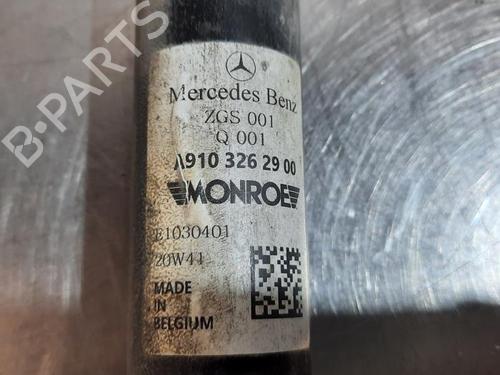 B-PARTS
Mercedes Benz
ZGS 001
Q 001
A910 326 29 00
MONROE
E1030401
20W41
MADE
IN
BELGIUM